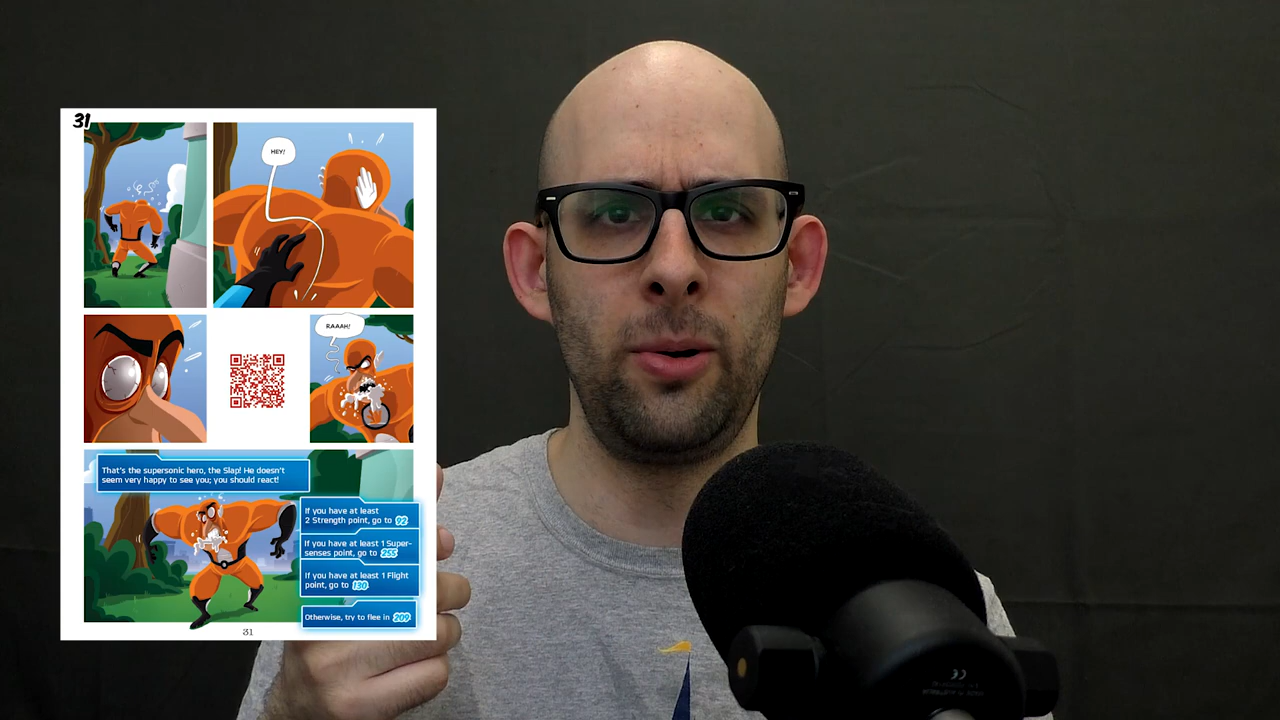 31
HEY!
RAAAH!
That's the supersonic hero, the Slap! He doesn't
seem very happy to see you; you should react!
If you have at least
2 Strength point, go to 92
If you have at least 1 Super-
senses point, go to 255
If you have at least 1 Flight
point, go to 130
Otherwise, try to flee in 209
31